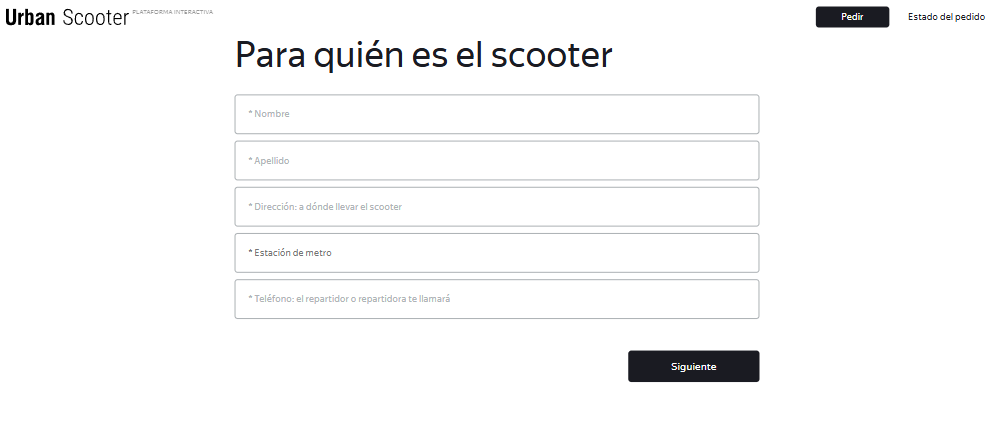 Urban Scooter PLATAFORMA INTERACTIVA
Pedir
Estado del pedido
Para quién es el scooter
* Nombre
* Apellido
* Dirección: a dónde llevar el scooter
* Estación de metro
* Teléfono: el repartidor o repartidora te llamará
Siguiente